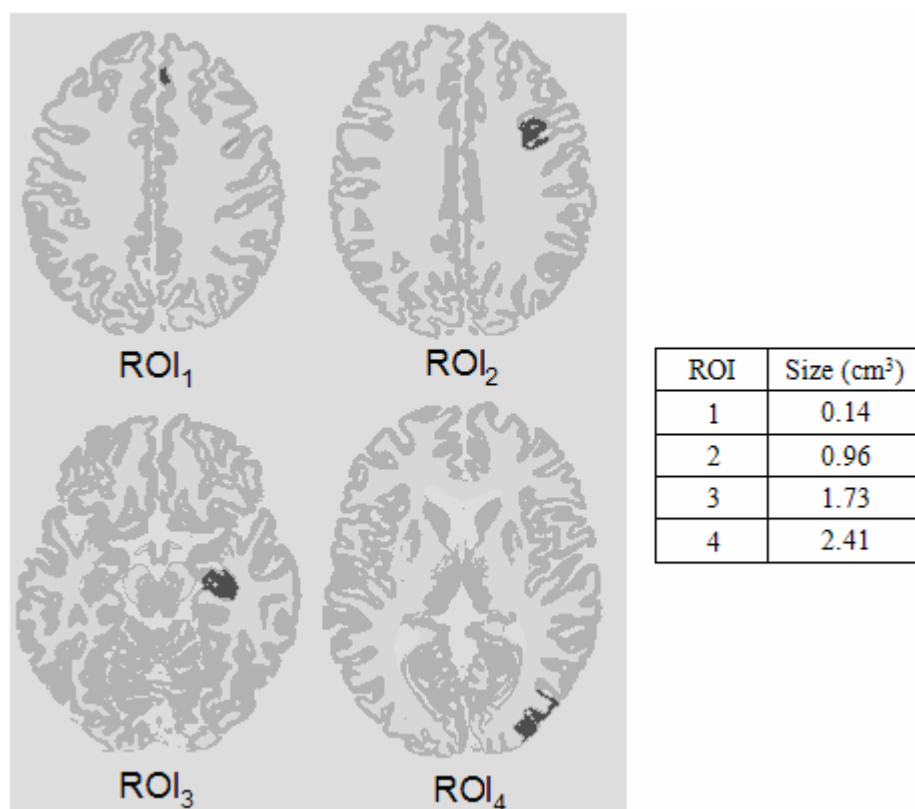 ROI₁
ROI₂
ROI₃
ROI₄
ROI Size (cm³)
1 0.14
2 0.96
3 1.73
4 2.41